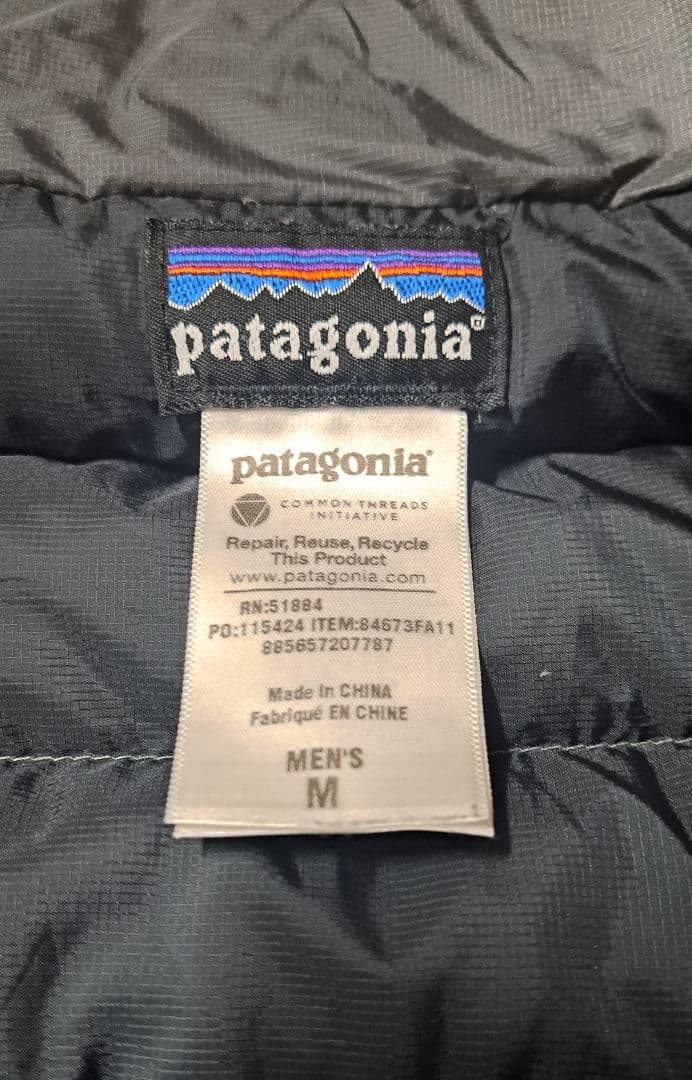 patagonia®
patagonia®
COMMON THREADS
INITIATIVE
Repair, Reuse, Recycle
This Product
www.patagonia.com
RN:51884
PO:115424 ITEM:84673FA11
885657207787
Made in CHINA
Fabriqué EN CHINE
MEN'S
M